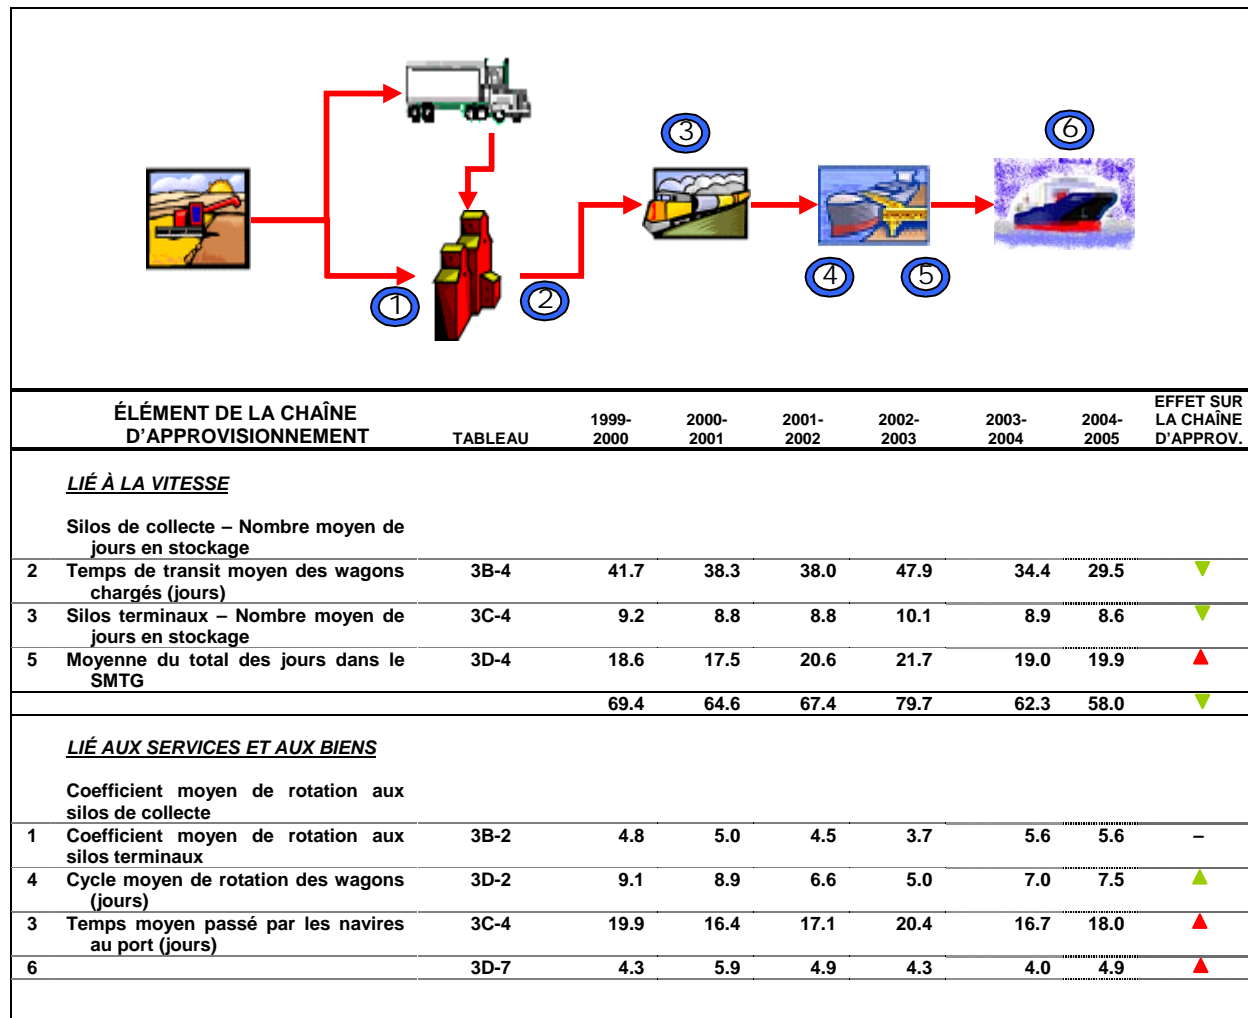 3
6
4
5
1
2
ÉLÉMENT DE LA CHAÎNE
D'APPROVISIONNEMENT
TABLEAU
1999-
2000
2000-
2001
2001-
2002
2002-
2003
2003-
2004
2004-
2005
EFFET SUR
LA CHAÎNE
D'APPROV.
LIÉ À LA VITESSE
Silos de collecte – Nombre moyen de
jours en stockage
2 Temps de transit moyen des wagons 3B-4 41.7 38.3 38.0 47.9 34.4 29.5 ▼
chargés (jours)
3 Silos terminaux – Nombre moyen de 3C-4 9.2 8.8 8.8 10.1 8.9 8.6 ▼
jours en stockage
5 Moyenne du total des jours dans le 3D-4 18.6 17.5 20.6 21.7 19.0 19.9 ▲
SMTG
69.4 64.6 67.4 79.7 62.3 58.0 ▼
LIÉ AUX SERVICES ET AUX BIENS
Coefficient moyen de rotation aux
silos de collecte
1 Coefficient moyen de rotation aux 3B-2 4.8 5.0 4.5 3.7 5.6 5.6 –
silos terminaux
4 Cycle moyen de rotation des wagons 3D-2 9.1 8.9 6.6 5.0 7.0 7.5 ▲
(jours)
3 Temps moyen passé par les navires 3C-4 19.9 16.4 17.1 20.4 16.7 18.0 ▲
au port (jours)
6 3D-7 4.3 5.9 4.9 4.3 4.0 4.9 ▲